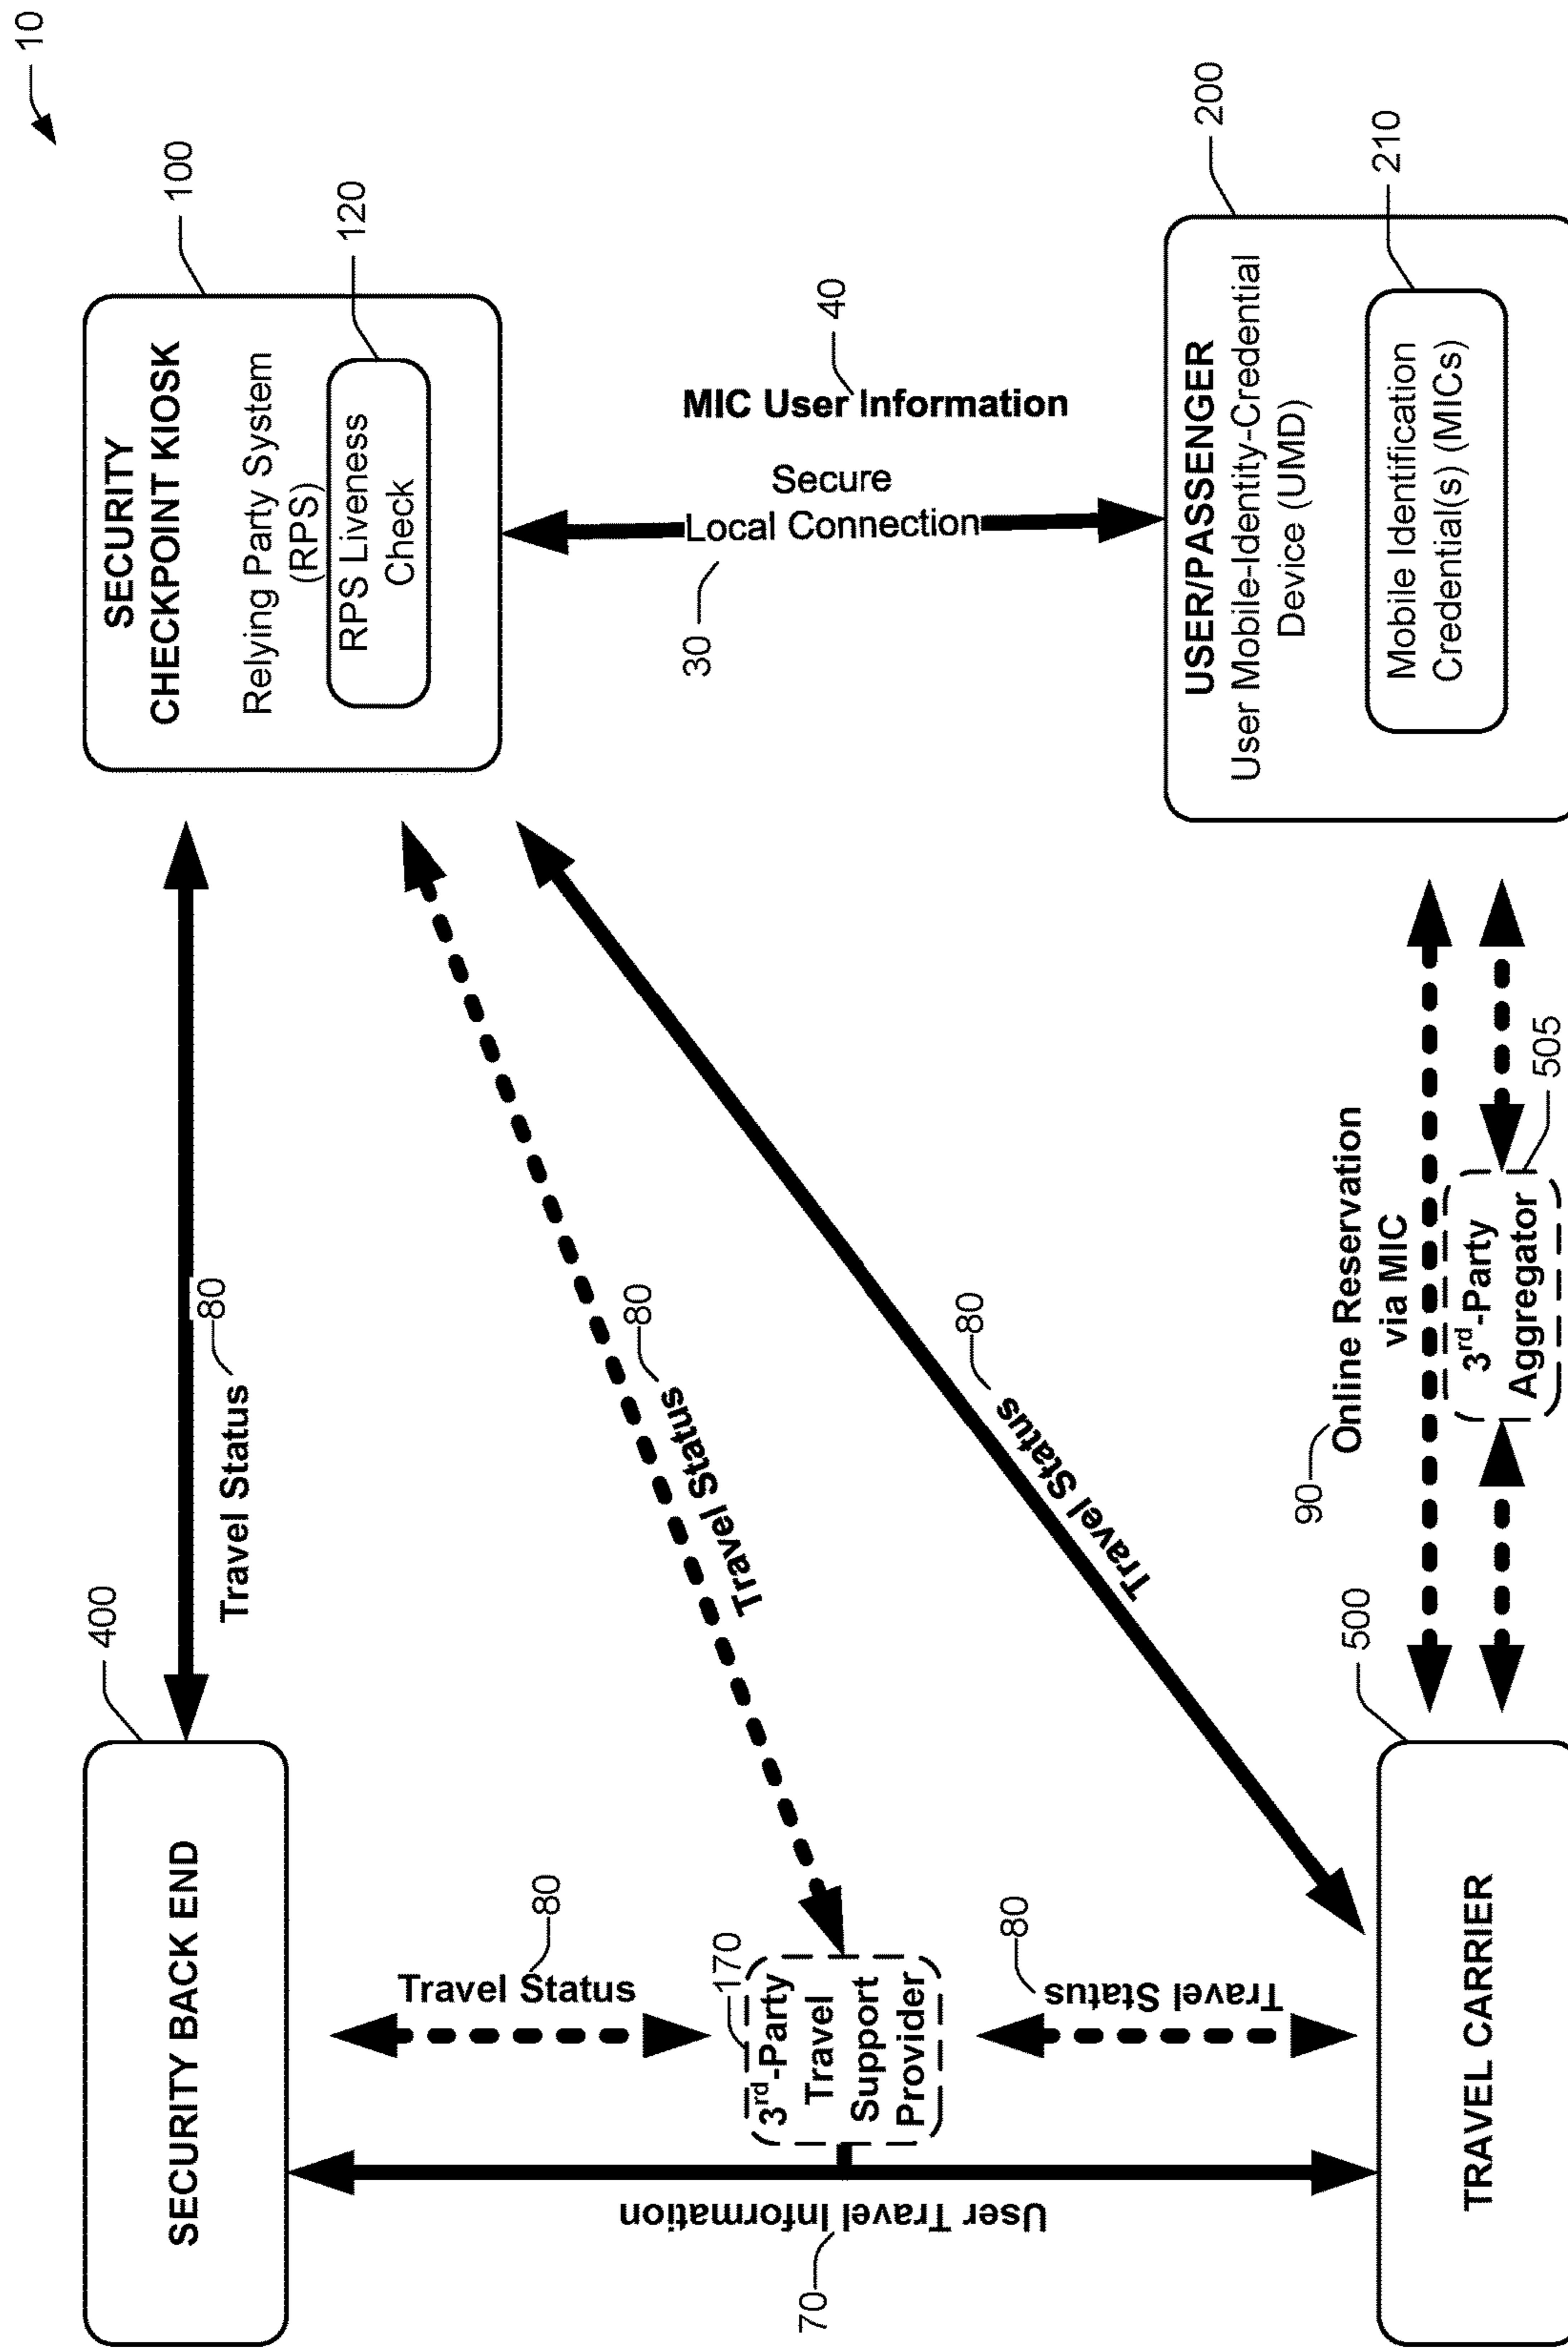 10
SECURITY BACK END
400
Travel Status
80
SECURITY
CHECKPOINT KIOSK
100
Relying Party System
(RPS)
RPS Liveness
Check
120
Travel Status
80
3rd-Party
Travel
Support
Provider
170
Travel Status
80
User Travel Information
70
Travel Status
80
Travel Status
80
MIC User Information
40
Secure
Local Connection
30
TRAVEL CARRIER
500
Online Reservation
via MIC
90
3rd-Party
Aggregator
505
USER/PASSENGER
200
User Mobile-Identity-Credential
Device (UMD)
Mobile Identification
Credential(s) (MICs)
210